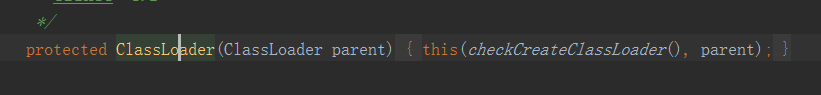 */
protected ClassLoader(ClassLoader parent) { this(checkCreateClassLoader(), parent); }